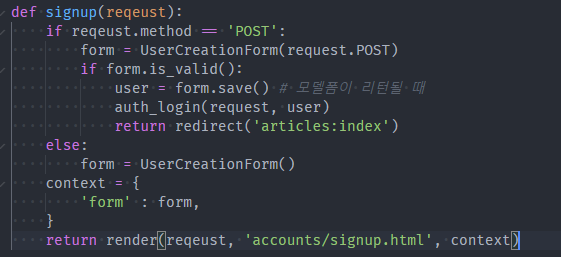 def signup(reqeust):
    if reqeust.method == 'POST':
        form = UserCreationForm(request.POST)
        if form.is_valid():
            user = form.save() # 모델폼이 리턴될 때
            auth_login(request, user)
            return redirect('articles:index')
    else:
        form = UserCreationForm()
    context = {
        'form' : form,
    }
    return render(reqeust, 'accounts/signup.html', context)